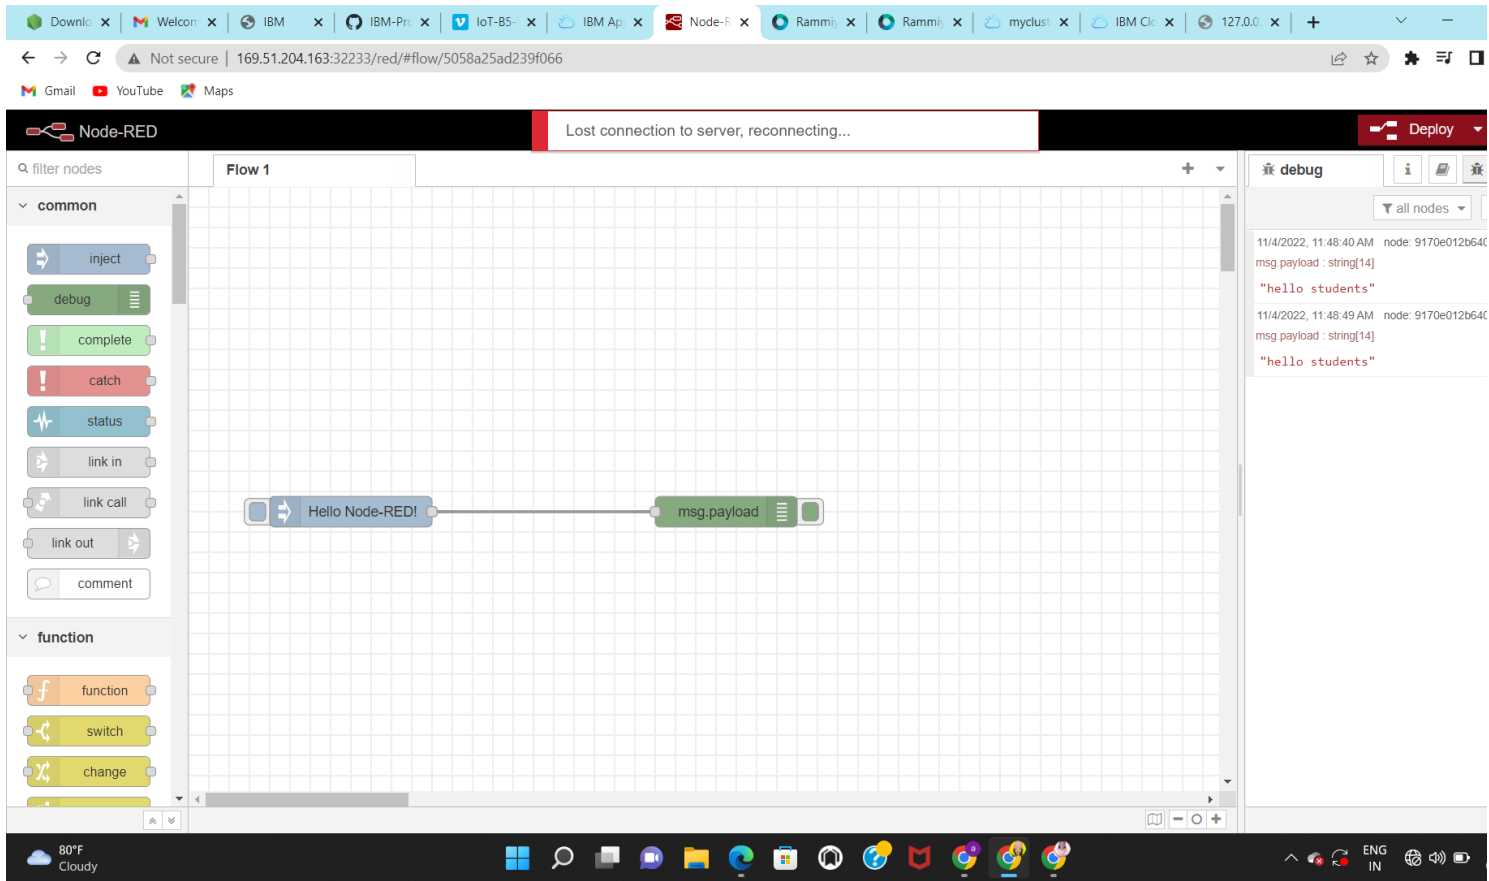 Downlo
Welcom
IBM
IBM-Pro
IoT-B5-
IBM Ap
Node-R
Rammiy
Rammiy
myclust
IBM Clo
127.0.0
Not secure | 169.51.204.163:32233/red/#flow/5058a25ad239f066
Gmail
YouTube
Maps
Node-RED
Lost connection to server, reconnecting...
Deploy
filter nodes
Flow 1
debug
i
common
all nodes
inject
debug
complete
catch
status
link in
link call
link out
comment
function
function
switch
change
Hello Node-RED!
msg.payload
11/4/2022, 11:48:40 AM node: 9170e012b640
msg.payload : string[14]
"hello students"
11/4/2022, 11:48:49 AM node: 9170e012b640
msg.payload : string[14]
"hello students"
80°F
Cloudy
ENG
IN